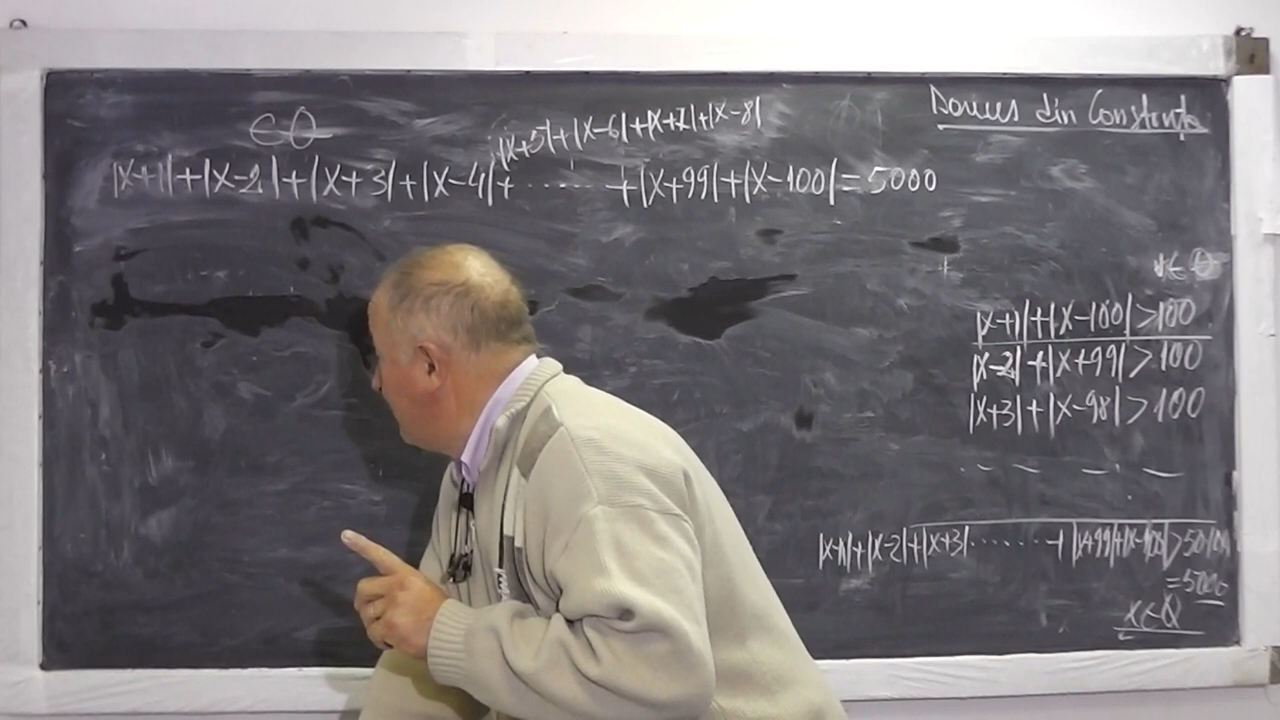 Dorius din Constanța
∈∅
|x+5|+|x-6|+|x+7|+|x-8|
|x+1|+|x-2|+|x+3|+|x-4|+.......+|x+99|+|x-100|=5000
x∈∅
|x+1|+|x-100|>100
|x-2|+|x+99|>100
|x+3|+|x-98|>100
|x+1|+|x-2|+|x+3|.......+|x+99|+|x-100|>50·100
=5000
x∈∅